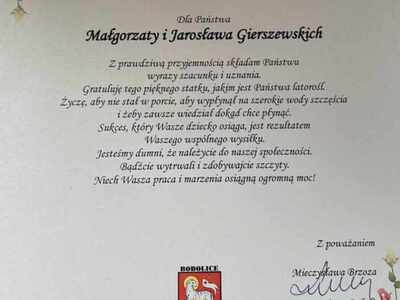 Dla Państwa
Małgorzaty i Jarosława Gierszewskich
Z prawdziwą przyjemnością składam Państwu
wyrazy szacunku i uznania.
Gratuluję tego pięknego statku, jakim jest Państwa latorośl.
Życzę, aby nie stał w porcie, aby wypłynął na szerokie wody szczęścia
i żeby zawsze wiedział dokąd chce płynąć.
Sukces, który Wasze dziecko osiąga, jest rezultatem
Waszego wspólnego wysiłku.
Jesteśmy dumni, że należycie do naszej społeczności.
Bądźcie wytrwali i zdobywajcie szczyty.
Niech Wasza praca i marzenia osiągną ogromną moc!
Z poważaniem
Mieczysława Brzoza
BOBOLICE